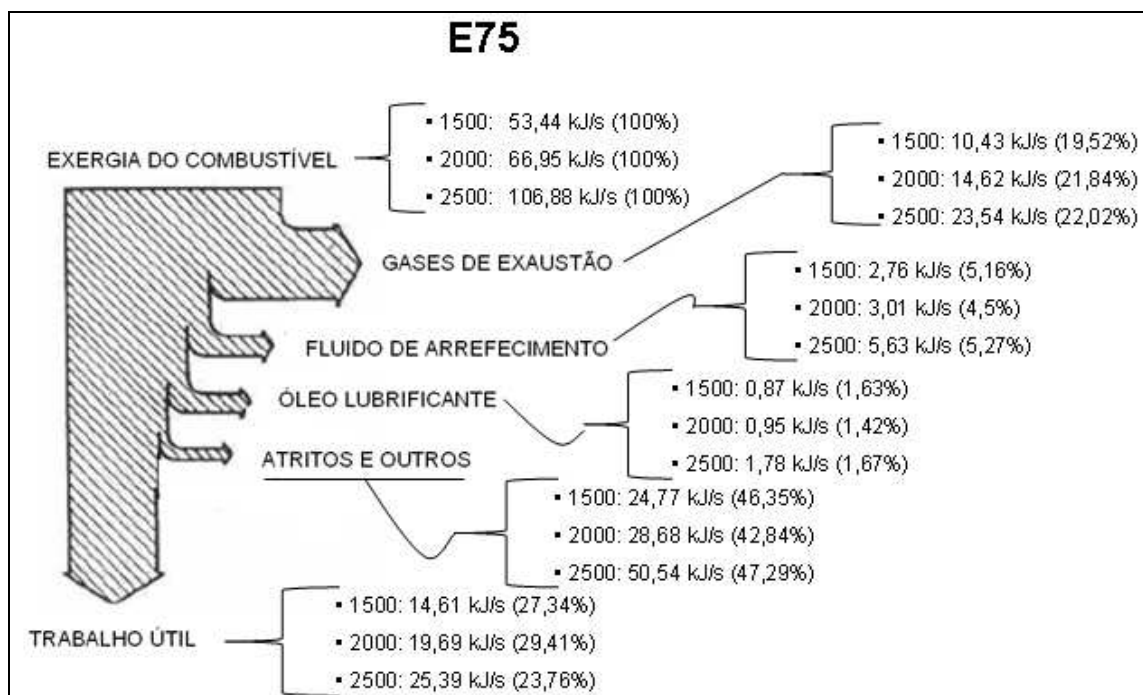 E75
EXERGIA DO COMBUSTÍVEL
▪ 1500: 53,44 kJ/s (100%)
▪ 2000: 66,95 kJ/s (100%)
▪ 2500: 106,88 kJ/s (100%)
GASES DE EXAUSTÃO
▪ 1500: 10,43 kJ/s (19,52%)
▪ 2000: 14,62 kJ/s (21,84%)
▪ 2500: 23,54 kJ/s (22,02%)
FLUIDO DE ARREFECIMENTO
▪ 1500: 2,76 kJ/s (5,16%)
▪ 2000: 3,01 kJ/s (4,5%)
▪ 2500: 5,63 kJ/s (5,27%)
ÓLEO LUBRIFICANTE
▪ 1500: 0,87 kJ/s (1,63%)
▪ 2000: 0,95 kJ/s (1,42%)
▪ 2500: 1,78 kJ/s (1,67%)
ATRITOS E OUTROS
▪ 1500: 24,77 kJ/s (46,35%)
▪ 2000: 28,68 kJ/s (42,84%)
▪ 2500: 50,54 kJ/s (47,29%)
TRABALHO ÚTIL
▪ 1500: 14,61 kJ/s (27,34%)
▪ 2000: 19,69 kJ/s (29,41%)
▪ 2500: 25,39 kJ/s (23,76%)